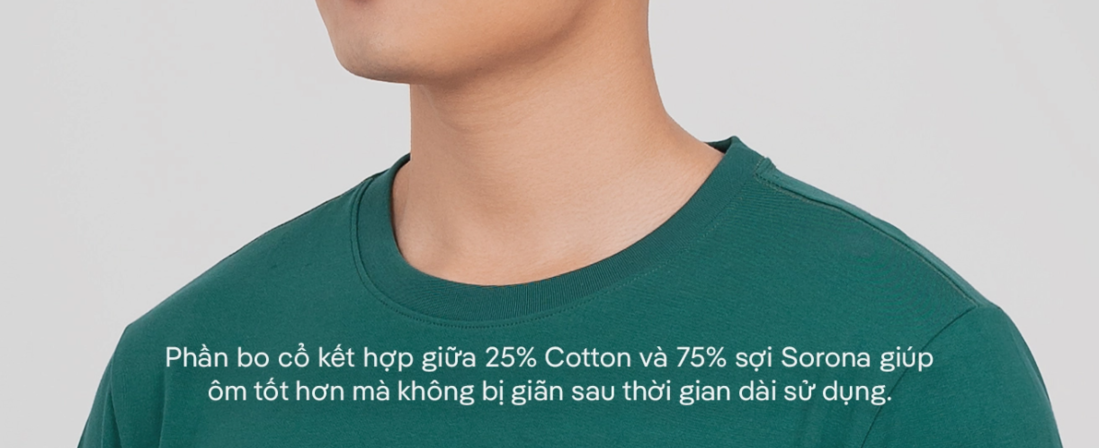 Phần bo cổ kết hợp giữa 25% Cotton và 75% sợi Sorona giúp
ôm tốt hơn mà không bị giãn sau thời gian dài sử dụng.